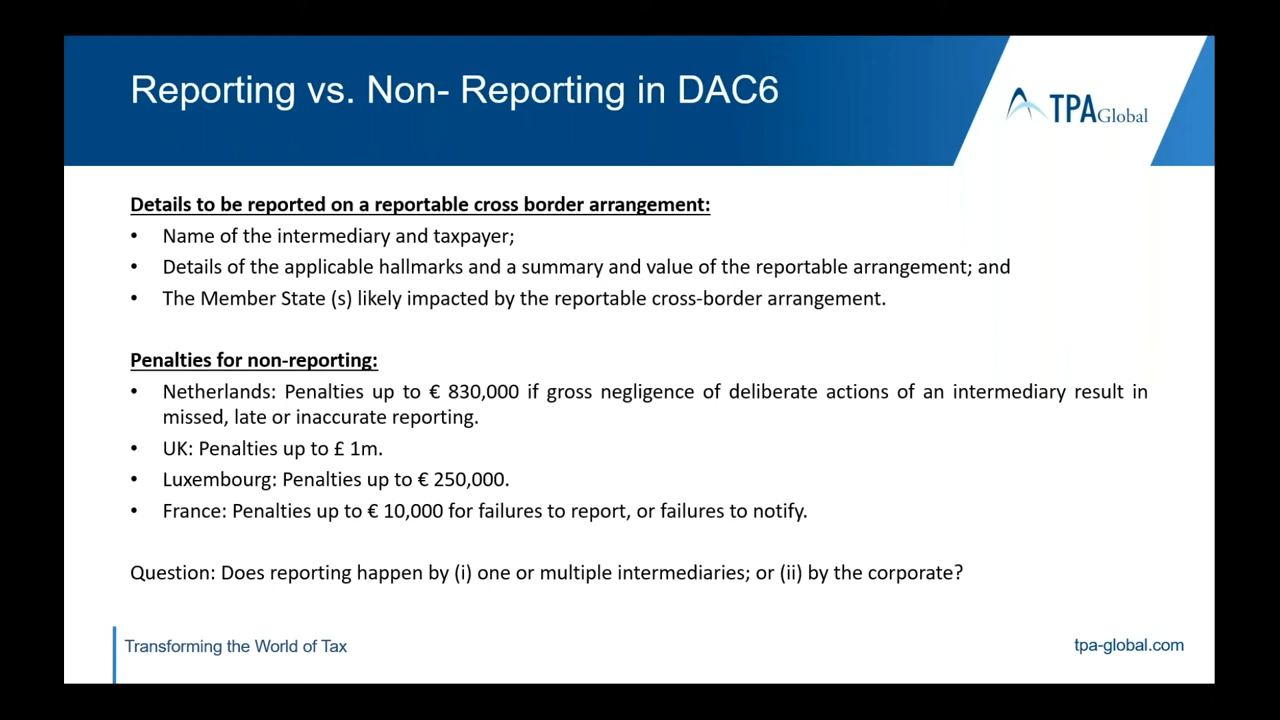 Reporting vs. Non- Reporting in DAC6
TPA Global
Details to be reported on a reportable cross border arrangement:
• Name of the intermediary and taxpayer;
• Details of the applicable hallmarks and a summary and value of the reportable arrangement; and
• The Member State (s) likely impacted by the reportable cross-border arrangement.
Penalties for non-reporting:
• Netherlands: Penalties up to € 830,000 if gross negligence of deliberate actions of an intermediary result in
missed, late or inaccurate reporting.
• UK: Penalties up to £ 1m.
• Luxembourg: Penalties up to € 250,000.
• France: Penalties up to € 10,000 for failures to report, or failures to notify.
Question: Does reporting happen by (i) one or multiple intermediaries; or (ii) by the corporate?
Transforming the World of Tax
tpa-global.com